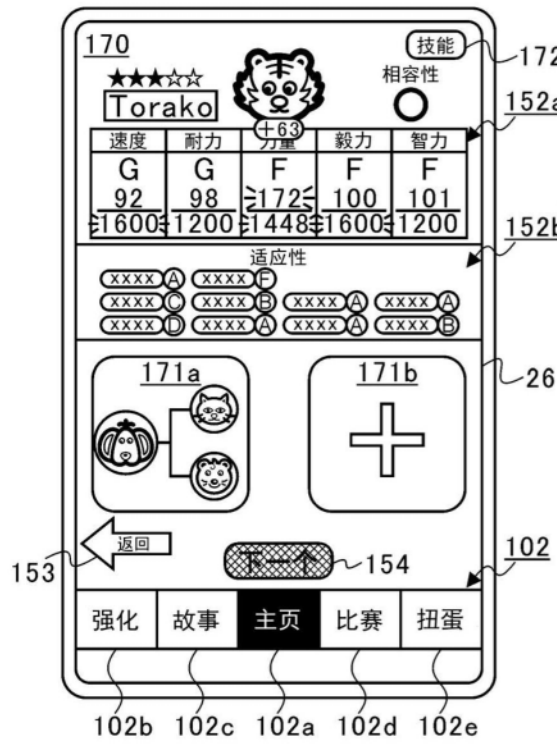 170
技能
172
★★★☆☆
相容性
Torako
152a
+63
速度 耐力 力量 毅力 智力
G G F F F
92 98 172 100 101
1600 1200 1448 1600 1200
152b
适应性
xxxx A xxxx F
xxxx C xxxx B xxxx A xxxx A
xxxx D xxxx A xxxx A xxxx B
171a 171b
26
返回
153
下一个
154
102
强化 故事 主页 比赛 扭蛋
102b 102c 102a 102d 102e